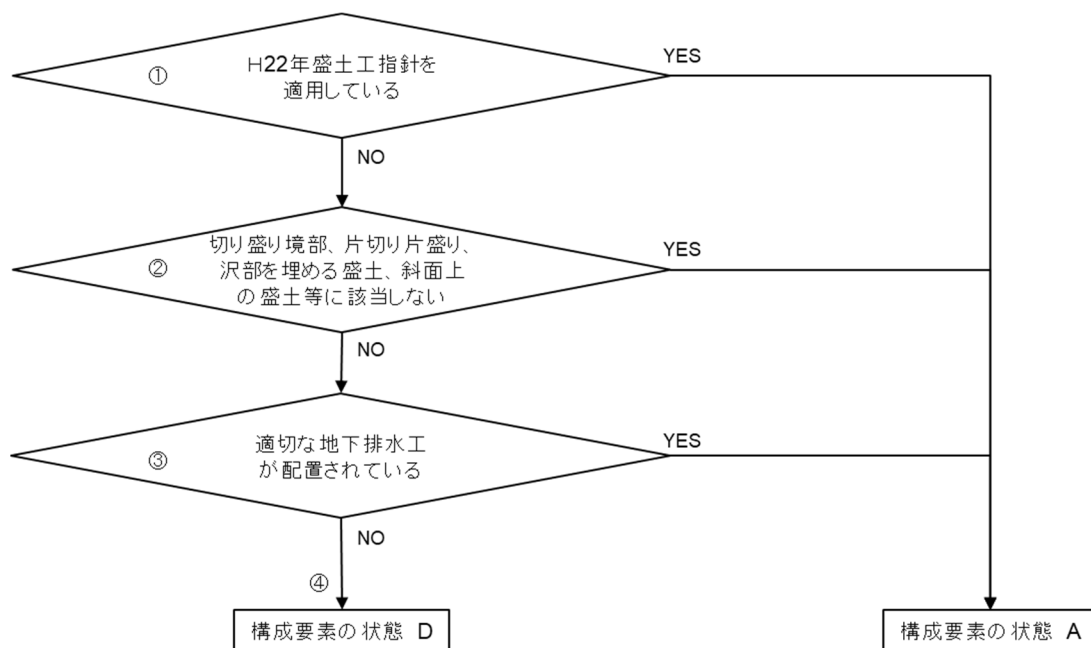 ① H22年盛土工指針を
適用している
YES
NO
② 切り盛り境部、片切り片盛り、
沢部を埋める盛土、斜面上
の盛土等に該当しない
YES
NO
③ 適切な地下排水工
が配置されている
YES
NO
④
構成要素の状態 D
構成要素の状態 A